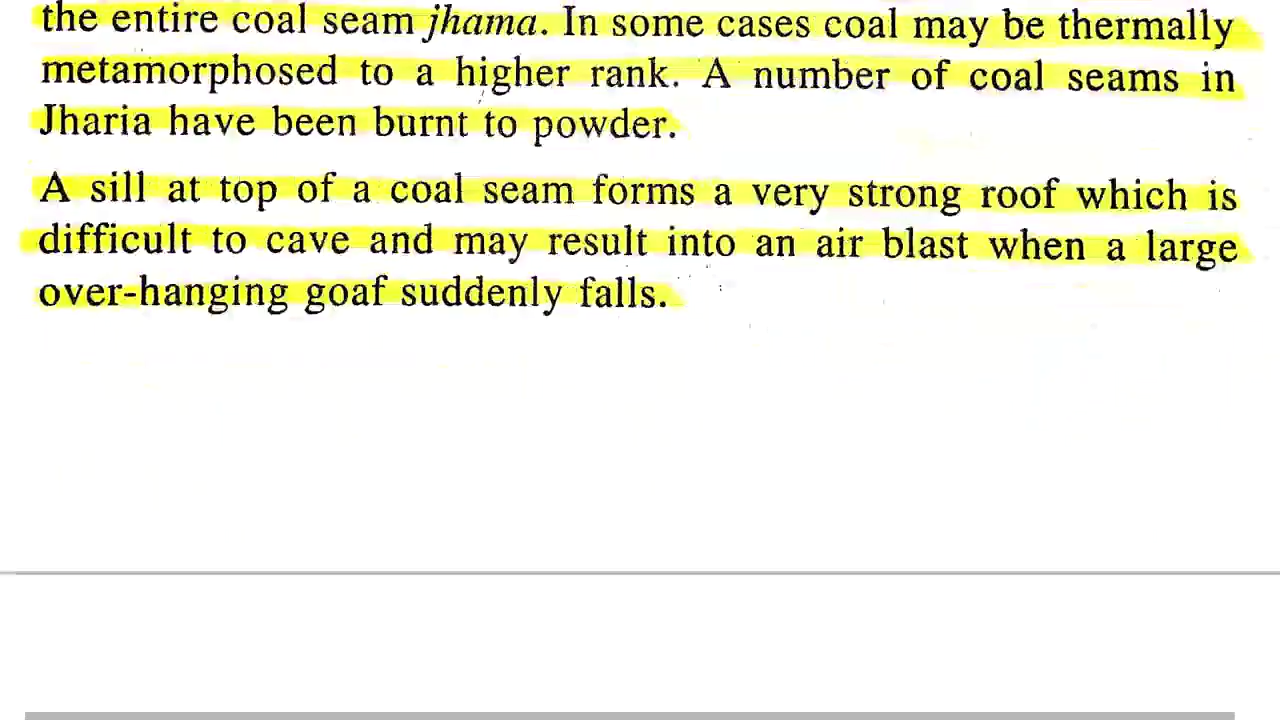 the entire coal seam jhama. In some cases coal may be thermally
metamorphosed to a higher rank. A number of coal seams in
Jharia have been burnt to powder.
A sill at top of a coal seam forms a very strong roof which is
difficult to cave and may result into an air blast when a large
over-hanging goaf suddenly falls.